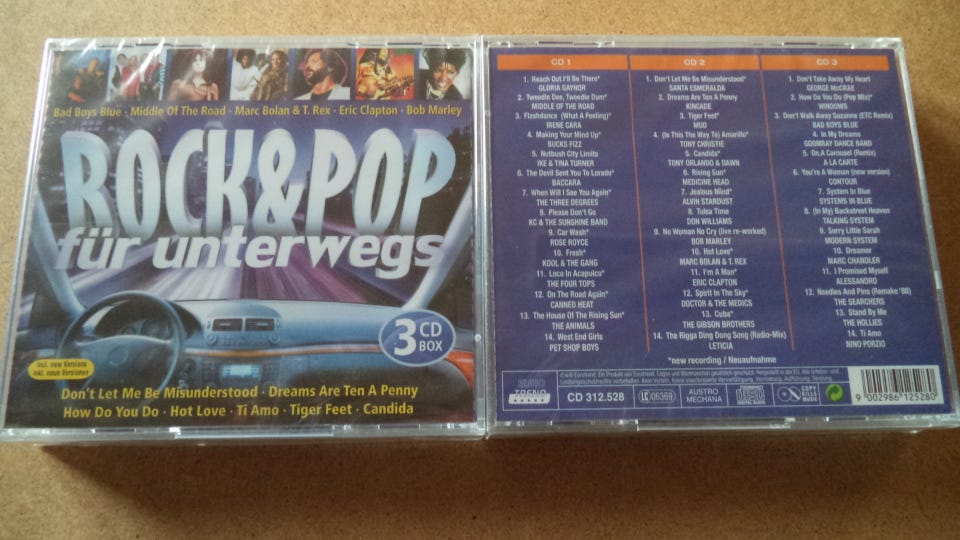 Bad Boys Blue · Middle Of The Road · Marc Bolan & T. Rex · Eric Clapton · Bob Marley
ROCK&POP
für unterwegs
3 CD BOX
incl. new Versions
inkl. neue Versionen
Don't Let Me Be Misunderstood · Dreams Are Ten A Penny
How Do You Do · Hot Love · Ti Amo · Tiger Feet · Candida
CD 1
1. Reach Out I'll Be There*
GLORIA GAYNOR
2. Tweedle Dee, Tweedle Dum*
MIDDLE OF THE ROAD
3. Flashdance (What A Feeling)*
IRENE CARA
4. Making Your Mind Up*
BUCKS FIZZ
5. Nutbush City Limits
IKE & TINA TURNER
6. The Devil Sent You To Lorado*
BACCARA
7. When Will I See You Again*
THE THREE DEGREES
8. Please Don't Go
KC & THE SUNSHINE BAND
9. Car Wash*
ROSE ROYCE
10. Fresh*
KOOL & THE GANG
11. Loco In Acapulco*
THE FOUR TOPS
12. On The Road Again*
CANNED HEAT
13. The House Of The Rising Sun*
THE ANIMALS
14. West End Girls
PET SHOP BOYS
CD 2
1. Don't Let Me Be Misunderstood*
SANTA ESMERALDA
2. Dreams Are Ten A Penny
KINCADE
3. Tiger Feet*
MUD
4. (Is This The Way To) Amarillo*
TONY CHRISTIE
5. Candida*
TONY ORLANDO & DAWN
6. Rising Sun*
MEDICINE HEAD
7. Jealous Mind*
ALVIN STARDUST
8. Tulsa Time
DON WILLIAMS
9. No Woman No Cry (live re-worked)
BOB MARLEY
10. Hot Love*
MARC BOLAN & T. REX
11. I'm A Man*
ERIC CLAPTON
12. Spirit In The Sky*
DOCTOR & THE MEDICS
13. Cuba*
THE GIBSON BROTHERS
14. The Rigga Ding Dong Song (Radio-Mix)
LETICIA
CD 3
1. Don't Take Away My Heart
GEORGE McCRAE
2. How Do You Do (Pop Mix)*
WINDOWS
3. Don't Walk Away Suzanne (ETC Remix)
BAD BOYS BLUE
4. In My Dreams
GOOMBAY DANCE BAND
5. On A Carousel (Remix)
A LA CARTE
6. You're A Woman (new version)
CONTOUR
7. System In Blue
SYSTEMS IN BLUE
8. (In My) Backstreet Heaven
TALKING SYSTEM
9. Sorry Little Sarah
MODERN SYSTEM
10. Dreamer
MARC CHANDLER
11. I Promised Myself
ALESSANDRO
12. Needles And Pins (Remake '88)
THE SEARCHERS
13. Stand By Me
THE HOLLIES
14. Ti Amo
NINO PORZIO
*new recording / Neuaufnahme
EURO TREND
CD 312.528
LC 06369
AUSTRO MECHANA
COPY KILLS MUSIC
9 002986 125280